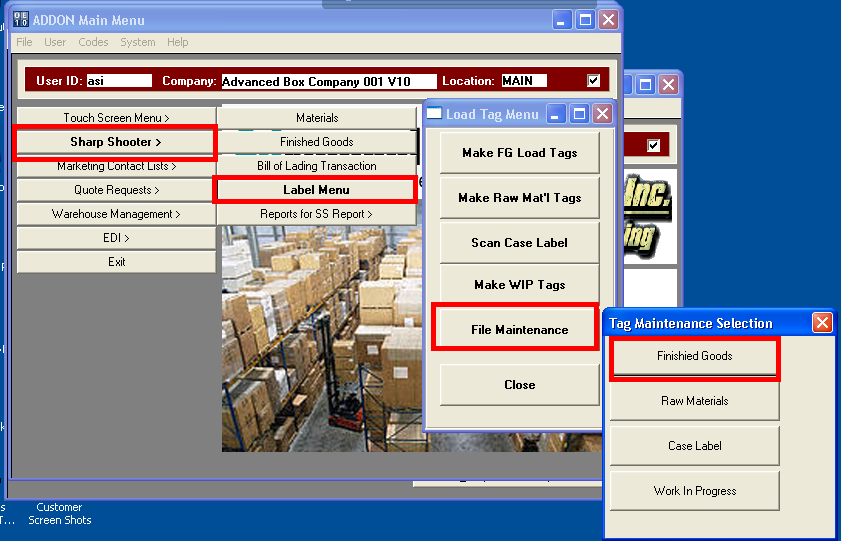 ADDON Main Menu
File User Codes System Help
User ID: asi Company: Advanced Box Company 001 V10 Location: MAIN
Touch Screen Menu >
Sharp Shooter >
Marketing Contact Lists >
Quote Requests >
Warehouse Management >
EDI >
Exit
Materials
Finished Goods
Bill of Lading Transaction
Label Menu
Reports for SS Report >
Load Tag Menu
Make FG Load Tags
Make Raw Mat'l Tags
Scan Case Label
Make WIP Tags
File Maintenance
Close
Inc.
ing
Tag Maintenance Selection
Finishied Goods
Raw Materials
Case Label
Work In Progress
Customer
Screen Shots